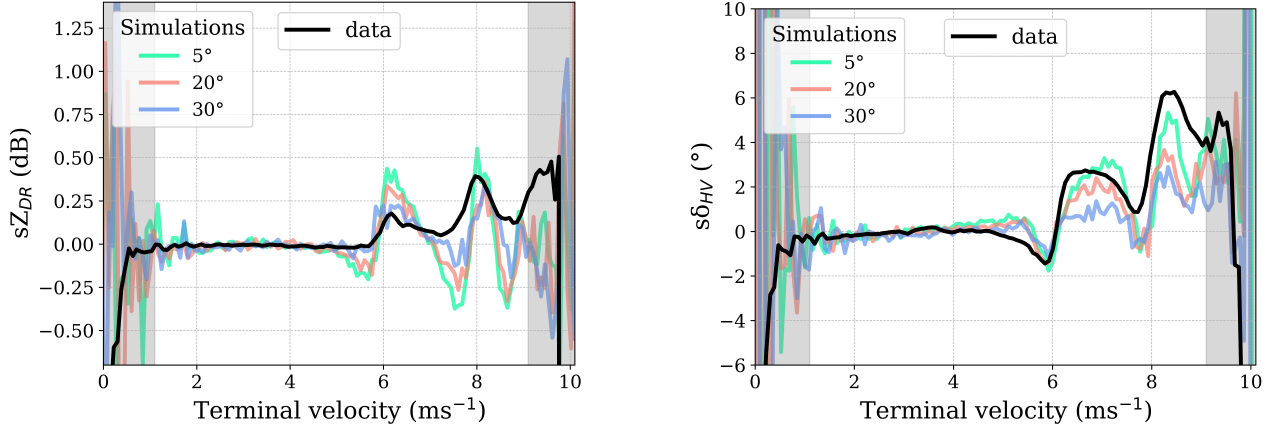 Simulations
5°
20°
30°
data
1.25
1.00
0.75
0.50
0.25
0.00
−0.25
−0.50
sZDR (dB)
0 2 4 6 8 10
Terminal velocity (ms⁻¹)
Simulations
5°
20°
30°
data
10
8
6
4
2
0
−2
−4
−6
sδHV (°)
0 2 4 6 8 10
Terminal velocity (ms⁻¹)